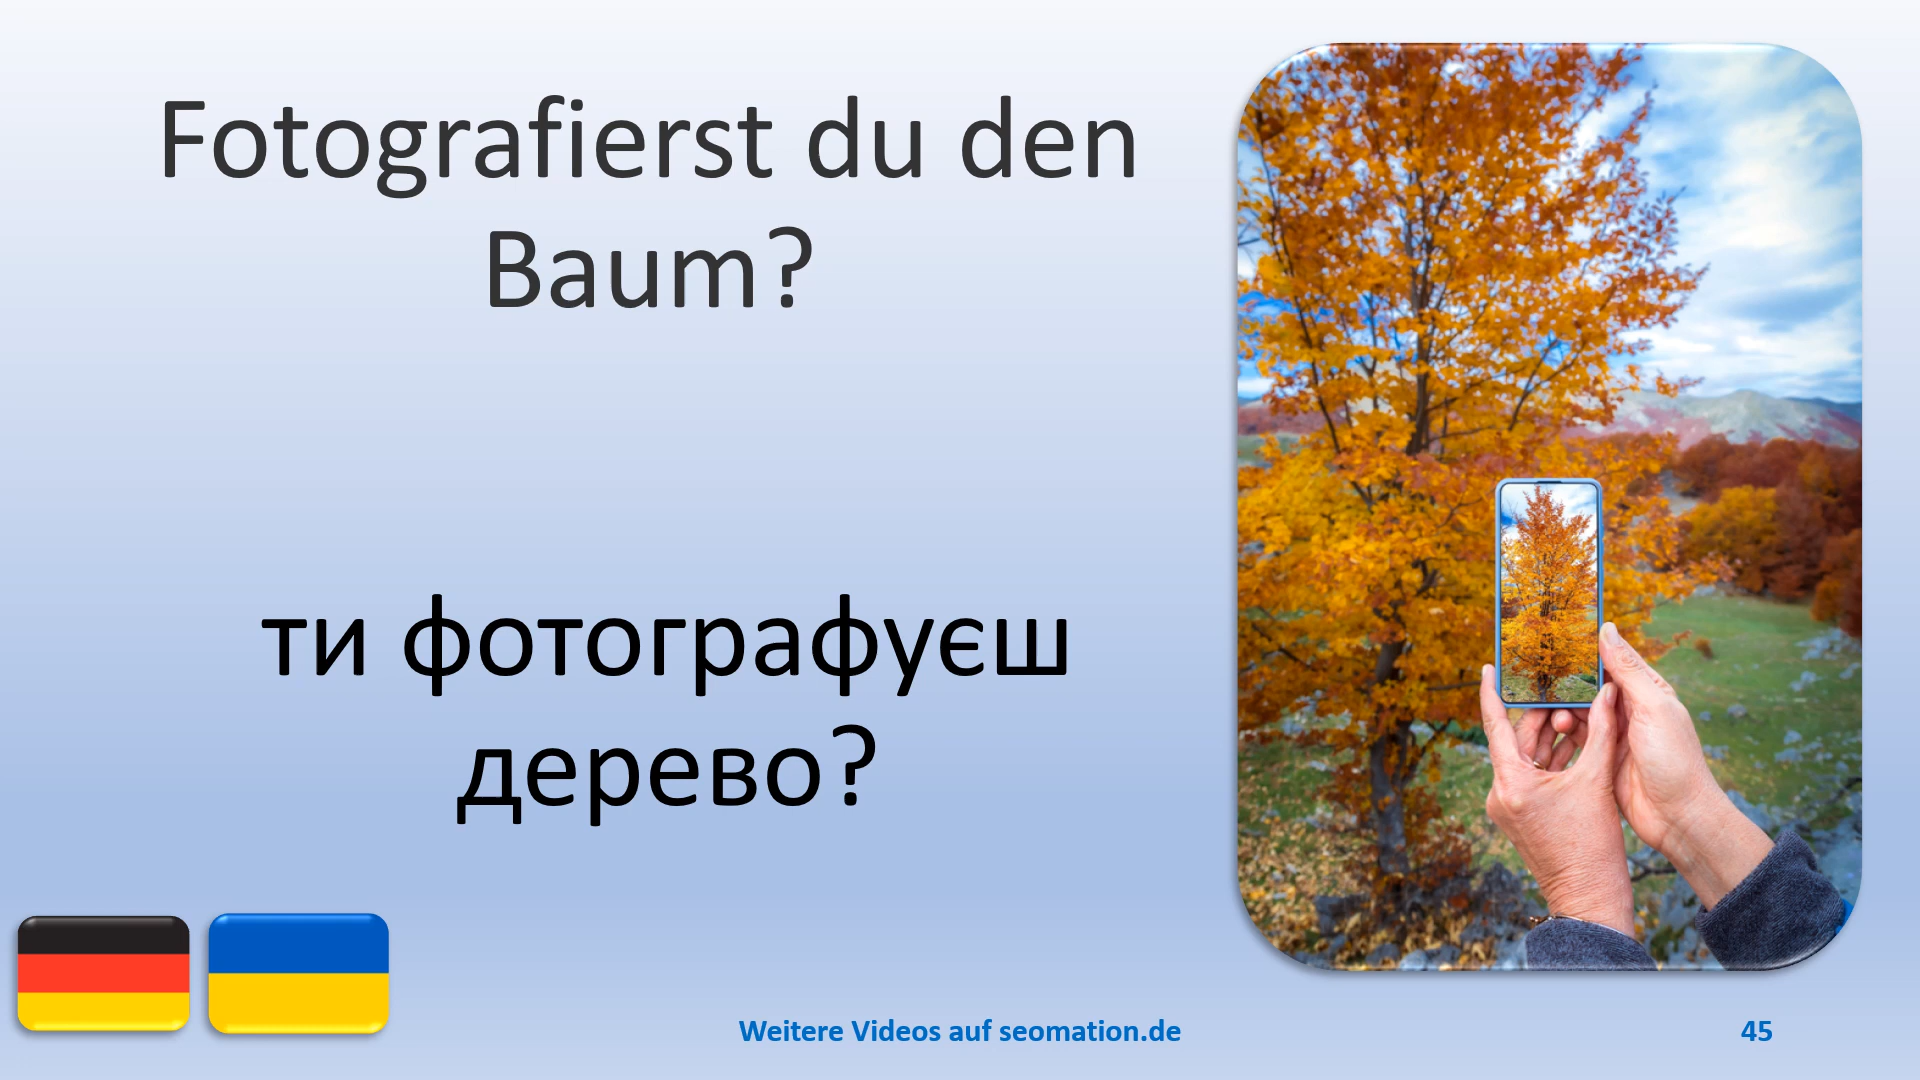 Fotografierst du den
Baum?
ти фотографуєш
дерево?
Weitere Videos auf seomation.de
45